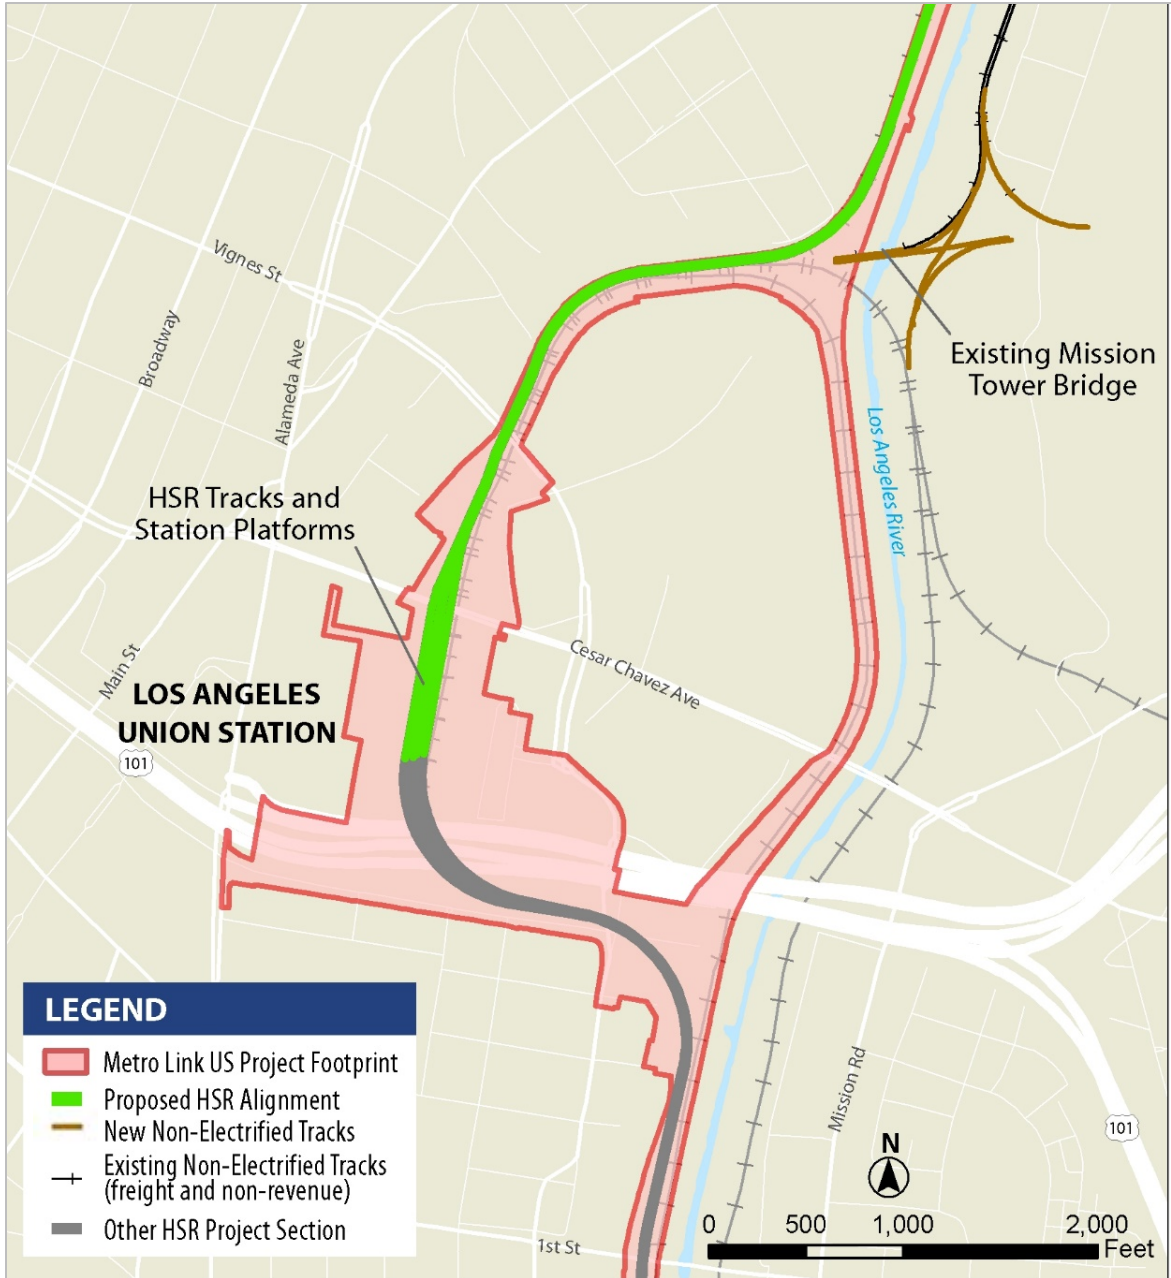 Vignes St
Broadway
Alameda Ave
Existing Mission
Tower Bridge
Los Angeles River
HSR Tracks and
Station Platforms
Cesar Chavez Ave
Main St
LOS ANGELES
UNION STATION
101
LEGEND
Metro Link US Project Footprint
Proposed HSR Alignment
New Non-Electrified Tracks
Existing Non-Electrified Tracks
(freight and non-revenue)
Other HSR Project Section
Mission Rd
101
N
0 500 1,000 2,000
Feet
1st St